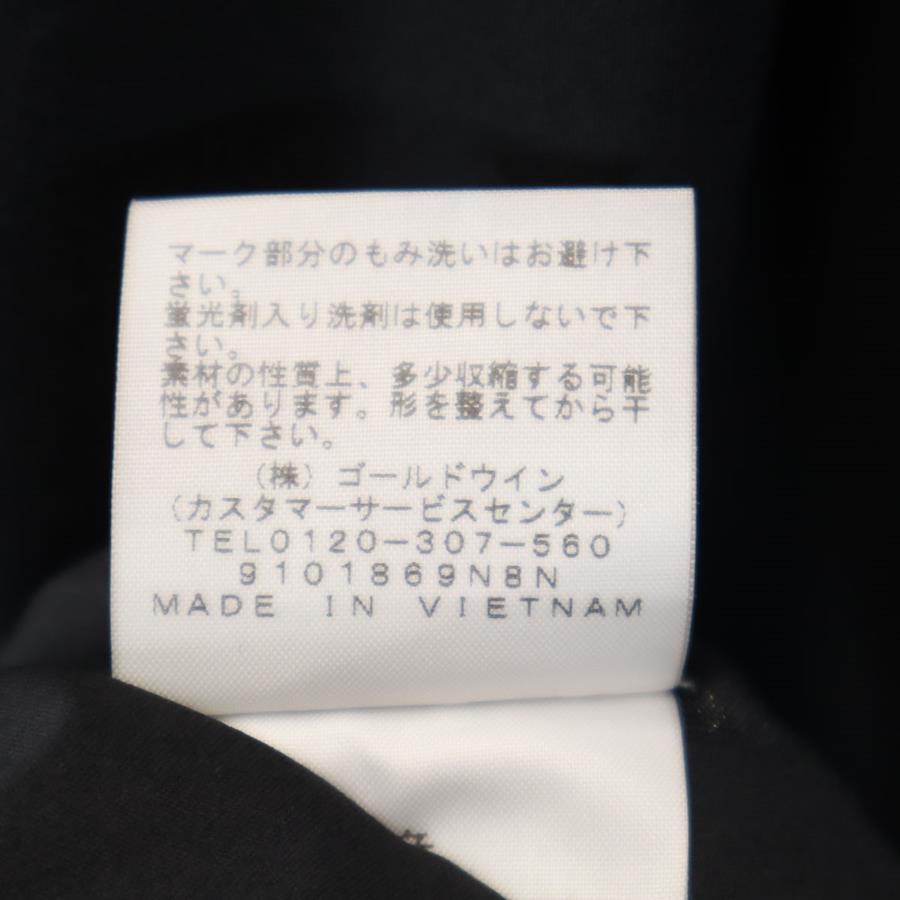 マーク部分のもみ洗いはお避け下
さい。
蛍光剤入り洗剤は使用しないで下
さい。
素材の性質上、多少収縮する可能
性があります。形を整えてから干
して下さい。
(株) ゴールドウイン
(カスタマーサービスセンター)
TEL0120-307-560
9101869N8N
MADE IN VIETNAM